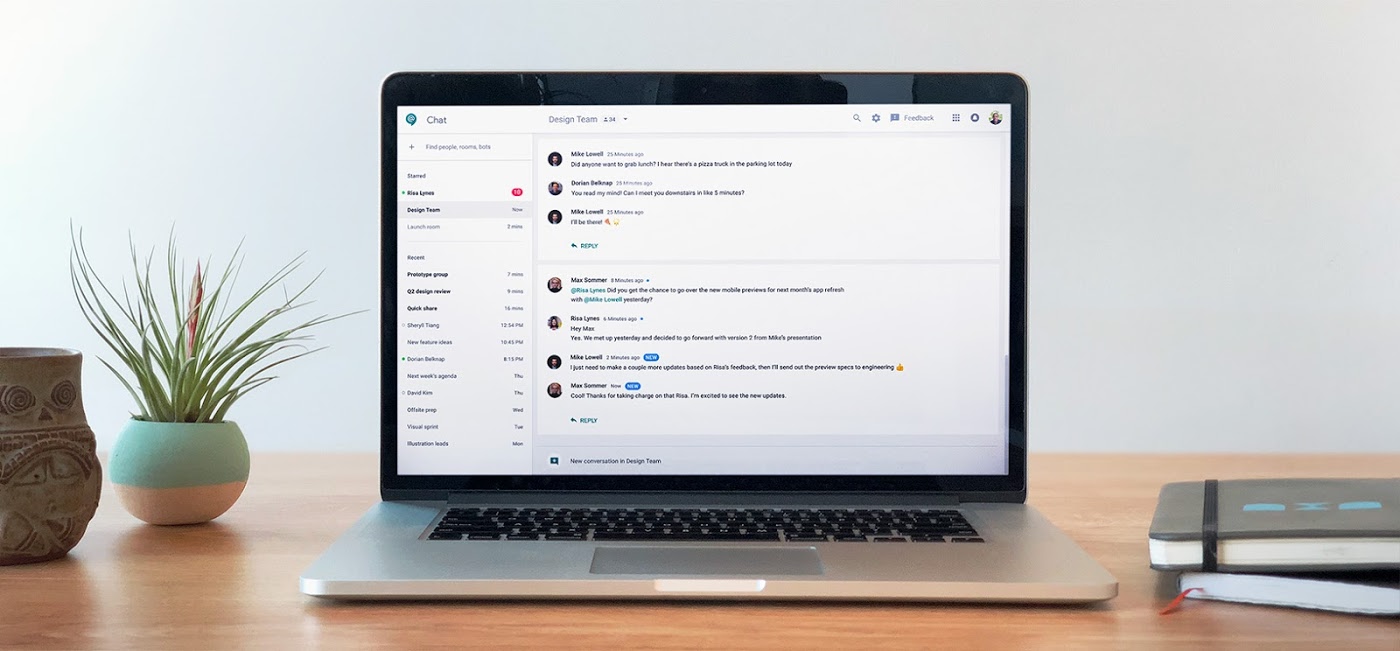 Chat
Find people, rooms, bots
Starred
Risa Lynes 10
Design Team Now
Launch room 2 mins
Recent
Prototype group 7 mins
Q2 design review 9 mins
Quick share 16 mins
Sheryll Tiang 12:34 PM
New feature ideas 10:45 PM
Dorian Belknap 8:15 PM
Next week's agenda Thu
David Kim Thu
Offsite prep Wed
Visual sprint Tue
Illustration leads Mon
Design Team 34 Feedback
Mike Lowell 25 Minutes ago
Did anyone want to grab lunch? I hear there's a pizza truck in the parking lot today
Dorian Belknap 25 Minutes ago
You read my mind! Can I meet you downstairs in like 5 minutes?
Mike Lowell 25 Minutes ago
I'll be there! 🍕
REPLY
Max Sommer 8 Minutes ago
@Risa Lynes Did you get the chance to go over the new mobile previews for next month's app refresh
with @Mike Lowell yesterday?
Risa Lynes 6 Minutes ago
Hey Max
Yes. We met up yesterday and decided to go forward with version 2 from Mike's presentation
Mike Lowell 2 Minutes ago NEW
I just need to make a couple more updates based on Risa's feedback, then I'll send out the preview specs to engineering 👍
Max Sommer Now NEW
Cool! Thanks for taking charge on that Risa. I'm excited to see the new updates.
REPLY
New conversation in Design Team